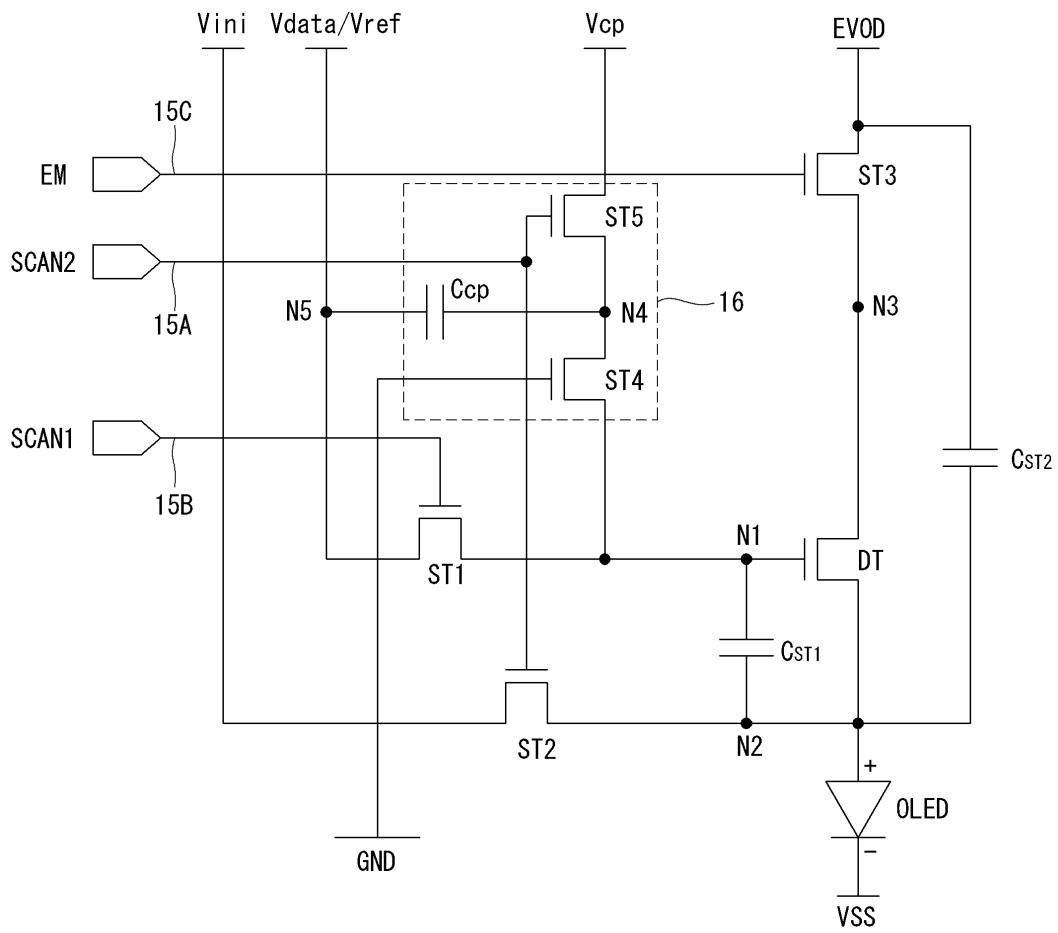 Vini Vdata/Vref Vcp EVOD
15C
EM
ST3
ST5
SCAN2
Ccp
16
N5
N4
N3
15A
ST4
SCAN1
CST2
15B
N1
DT
ST1
CST1
ST2
N2
+
OLED
GND
−
VSS